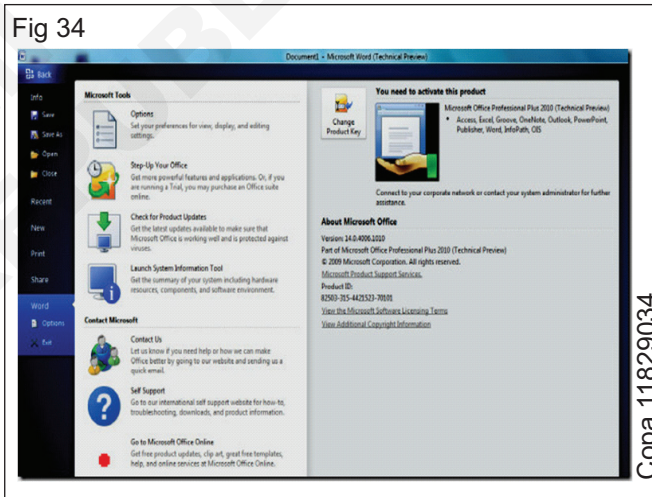 Fig 34
Document1 - Microsoft Word (Technical Preview)
Back
Info
Save
Save As
Open
Close
Recent
New
Print
Share
Word
Options
Exit
Microsoft Tools
Options
Set your preferences for view, display, and editing
settings.
Step-Up Your Office
Get more powerful features and applications. Or, if you
are running a Trial, you may purchase an Office suite
online.
Check for Product Updates
Get the latest updates available to make sure that
Microsoft Office is working well and is protected against
viruses.
Launch System Information Tool
Get the summary of your system including hardware
resources, components, and software environment.
Contact Microsoft
Contact Us
Let us know if you need help or how we can make
Office better by going to our website and sending us a
quick email.
Self Support
Go to our international self support website for how-to,
troubleshooting, downloads, and product information.
Go to Microsoft Office Online
Get free product updates, clip art, great free templates,
help, and online services at Microsoft Office Online.
Change
Product Key
You need to activate this product
Microsoft Office Professional Plus 2010 (Technical Preview)
• Access, Excel, Groove, OneNote, Outlook, PowerPoint,
Publisher, Word, InfoPath, OIS
Connect to your corporate network or contact your system administrator for further
assistance.
About Microsoft Office
Version: 14.0.4006.1010
Part of Microsoft Office Professional Plus 2010 (Technical Preview)
© 2009 Microsoft Corporation. All rights reserved.
Microsoft Product Support Services.
Product ID:
82503-315-4421523-70101
View the Microsoft Software Licensing Terms
View Additional Copyright Information
Copa 11829034